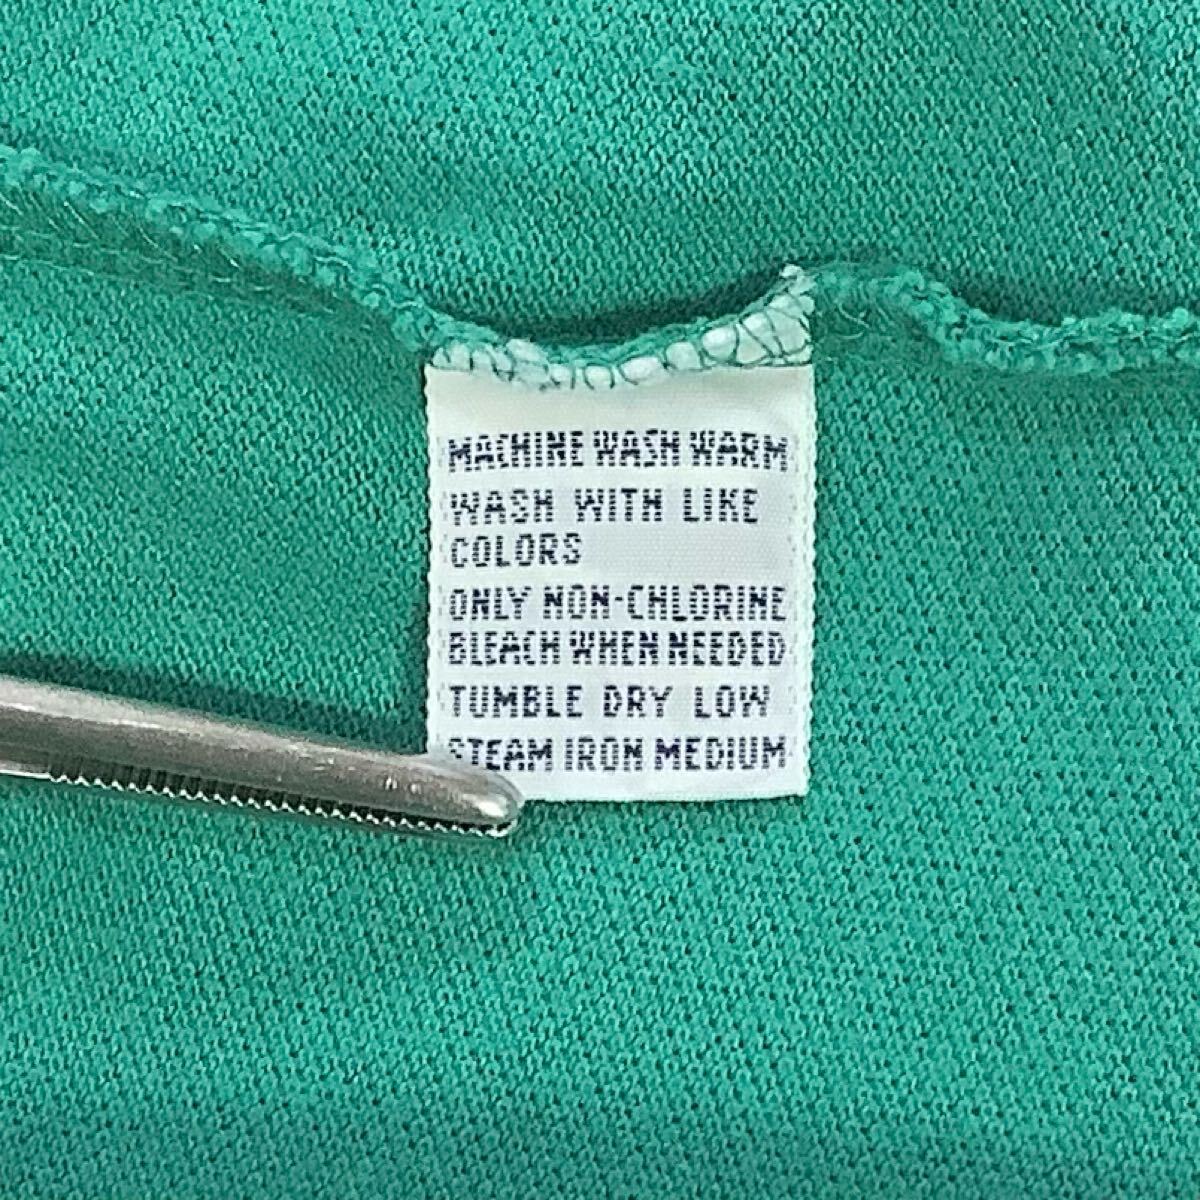 MACHINE WASH WARM
WASH WITH LIKE
COLORS
ONLY NON-CHLORINE
BLEACH WHEN NEEDED
TUMBLE DRY LOW
STEAM IRON MEDIUM